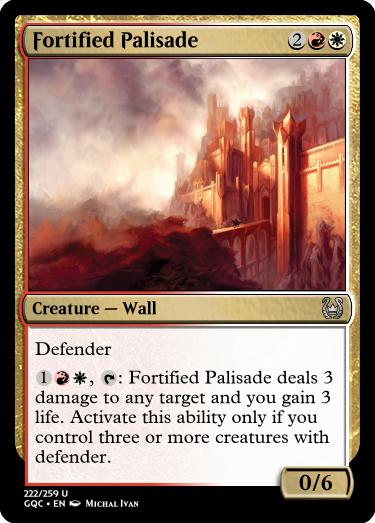 Fortified Palisade 2
Creature — Wall
Defender
1, : Fortified Palisade deals 3
damage to any target and you gain 3
life. Activate this ability only if you
control three or more creatures with
defender.
0/6
222/259 U
GQC • EN Michal Ivan